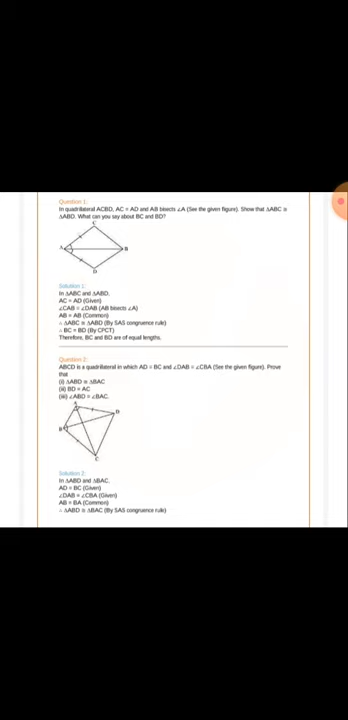 Question 1:
In quadrilateral ACBD, AC = AD and AB bisects ∠A (See the given figure). Show that ΔABC ≅
ΔABD. What can you say about BC and BD?
C
A
B
D
Solution 1:
In ΔABC and ΔABD,
AC = AD (Given)
∠CAB = ∠DAB (AB bisects ∠A)
AB = AB (Common)
∴ ΔABC ≅ ΔABD (By SAS congruence rule)
∴ BC = BD (By CPCT)
Therefore, BC and BD are of equal lengths.
Question 2:
ABCD is a quadrilateral in which AD = BC and ∠DAB = ∠CBA (See the given figure). Prove
that
(i) ΔABD ≅ ΔBAC
(ii) BD = AC
(iii) ∠ABD = ∠BAC.
A
D
B
C
Solution 2:
In ΔABD and ΔBAC,
AD = BC (Given)
∠DAB = ∠CBA (Given)
AB = BA (Common)
∴ ΔABD ≅ ΔBAC (By SAS congruence rule)